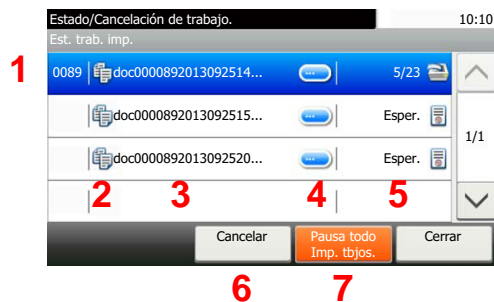 Estado/Cancelación de trabajo. 10:10
Est. trab. imp.
1 0089 doc0000892013092514... ... 5/23
doc0000892013092515... ... Esper.
1/1
doc0000892013092520... ... Esper.
2 3 4 5
Cancelar Pausa todo Imp. tbjos. Cerrar
6 7